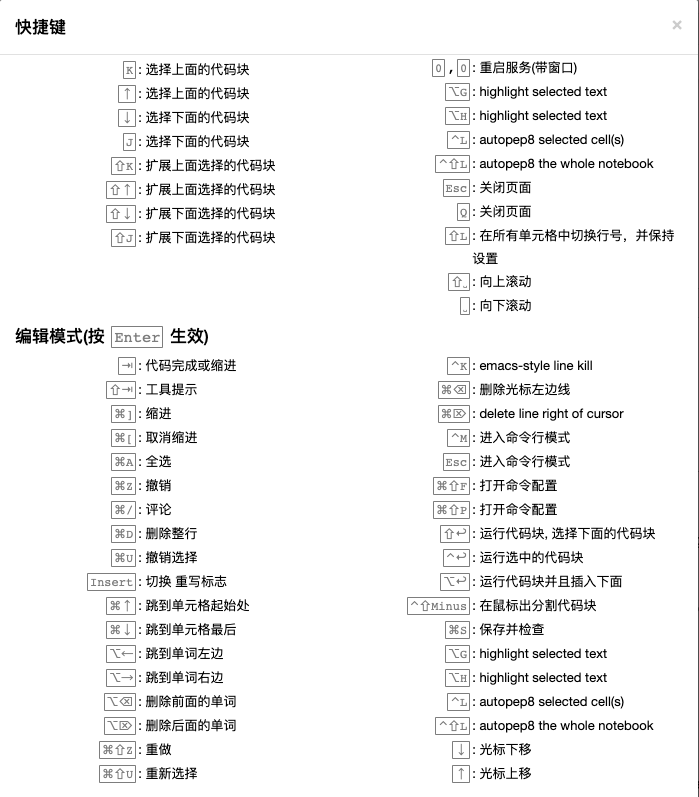 快捷键 ×
K : 选择上面的代码块
↑ : 选择上面的代码块
↓ : 选择下面的代码块
J : 选择下面的代码块
⇧K : 扩展上面选择的代码块
⇧↑ : 扩展上面选择的代码块
⇧↓ : 扩展下面选择的代码块
⇧J : 扩展下面选择的代码块
0 , 0 : 重启服务(带窗口)
⌥G : highlight selected text
⌥H : highlight selected text
^L : autopep8 selected cell(s)
^⇧L : autopep8 the whole notebook
Esc : 关闭页面
Q : 关闭页面
⇧L : 在所有单元格中切换行号，并保持
设置
⇧␣ : 向上滚动
␣ : 向下滚动
编辑模式(按 Enter 生效)
⇥ : 代码完成或缩进
⇧⇥ : 工具提示
⌘] : 缩进
⌘[ : 取消缩进
⌘A : 全选
⌘Z : 撤销
⌘/ : 评论
⌘D : 删除整行
⌘U : 撤销选择
Insert : 切换 重写标志
⌘↑ : 跳到单元格起始处
⌘↓ : 跳到单元格最后
⌥← : 跳到单词左边
⌥→ : 跳到单词右边
⌥⌫ : 删除前面的单词
⌥⌦ : 删除后面的单词
⌘⇧Z : 重做
⌘⇧U : 重新选择
^K : emacs-style line kill
⌘⌫ : 删除光标左边线
⌘⌦ : delete line right of cursor
^M : 进入命令行模式
Esc : 进入命令行模式
⌘⇧F : 打开命令配置
⌘⇧P : 打开命令配置
⇧↩ : 运行代码块, 选择下面的代码块
^↩ : 运行选中的代码块
⌥↩ : 运行代码块并且插入下面
^⇧Minus : 在鼠标出分割代码块
⌘S : 保存并检查
⌥G : highlight selected text
⌥H : highlight selected text
^L : autopep8 selected cell(s)
^⇧L : autopep8 the whole notebook
↓ : 光标下移
↑ : 光标上移